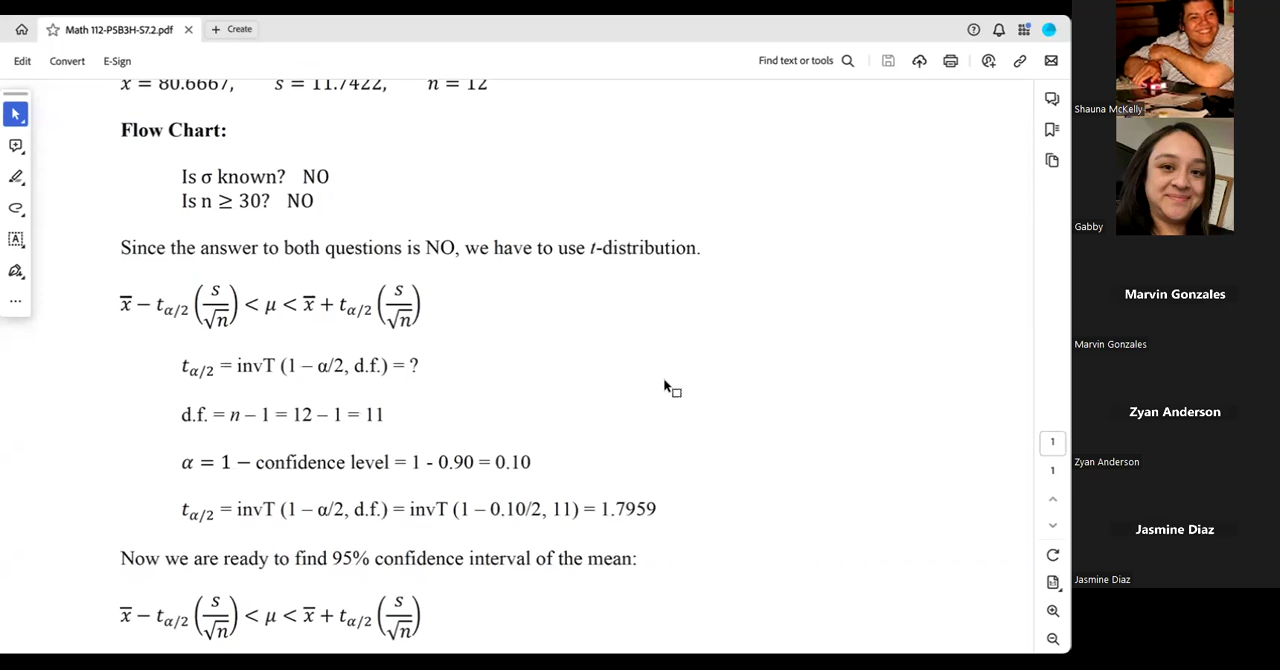 Math 112-PSB3H-S7.2.pdf
Create
Edit Convert E-Sign
Find text or tools
x̄ = 80.6667, s = 11.7422, n = 12
Flow Chart:
Is σ known? NO
Is n ≥ 30? NO
Since the answer to both questions is NO, we have to use t-distribution.
x̄ − tα/2 (s/√n) < μ < x̄ + tα/2 (s/√n)
tα/2 = invT (1 – α/2, d.f.) = ?
d.f. = n – 1 = 12 – 1 = 11
α = 1 − confidence level = 1 - 0.90 = 0.10
tα/2 = invT (1 – α/2, d.f.) = invT (1 – 0.10/2, 11) = 1.7959
Now we are ready to find 95% confidence interval of the mean:
x̄ − tα/2 (s/√n) < μ < x̄ + tα/2 (s/√n)
1
1
Shauna McKelly
Gabby
Marvin Gonzales
Marvin Gonzales
Zyan Anderson
Zyan Anderson
Jasmine Diaz
Jasmine Diaz